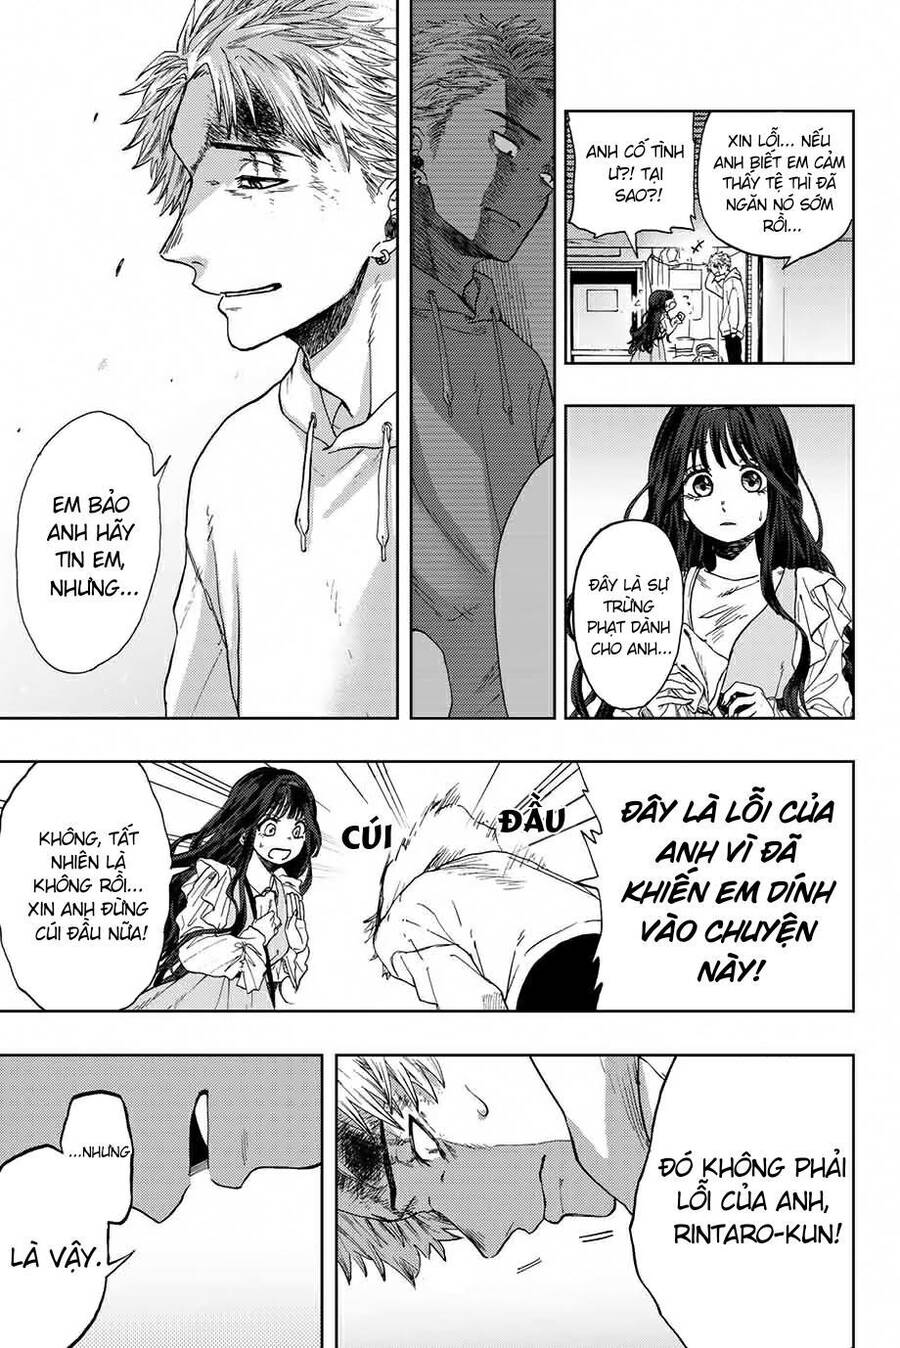 XIN LỖI... NẾU
ANH BIẾT EM CẢM
THẤY TỆ THÌ ĐÃ
NGĂN NÓ SỚM
RỒI...
ANH CỐ TÌNH
Ư?! TẠI
SAO?!
ĐÂY LÀ SỰ
TRỪNG
PHẠT DÀNH
CHO ANH...
EM BẢO
ANH HÃY
TIN EM,
NHƯNG...
ĐÂY LÀ LỖI CỦA
ANH VÌ ĐÃ
KHIẾN EM DÍNH
VÀO CHUYỆN
NÀY!
CÚI ĐẦU
KHÔNG, TẤT
NHIÊN LÀ
KHÔNG RỒI...
XIN ANH ĐỪNG
CÚI ĐẦU NỮA!
ĐÓ KHÔNG PHẢI
LỖI CỦA ANH,
RINTARO-KUN!
...NHƯNG
LÀ VẬY.